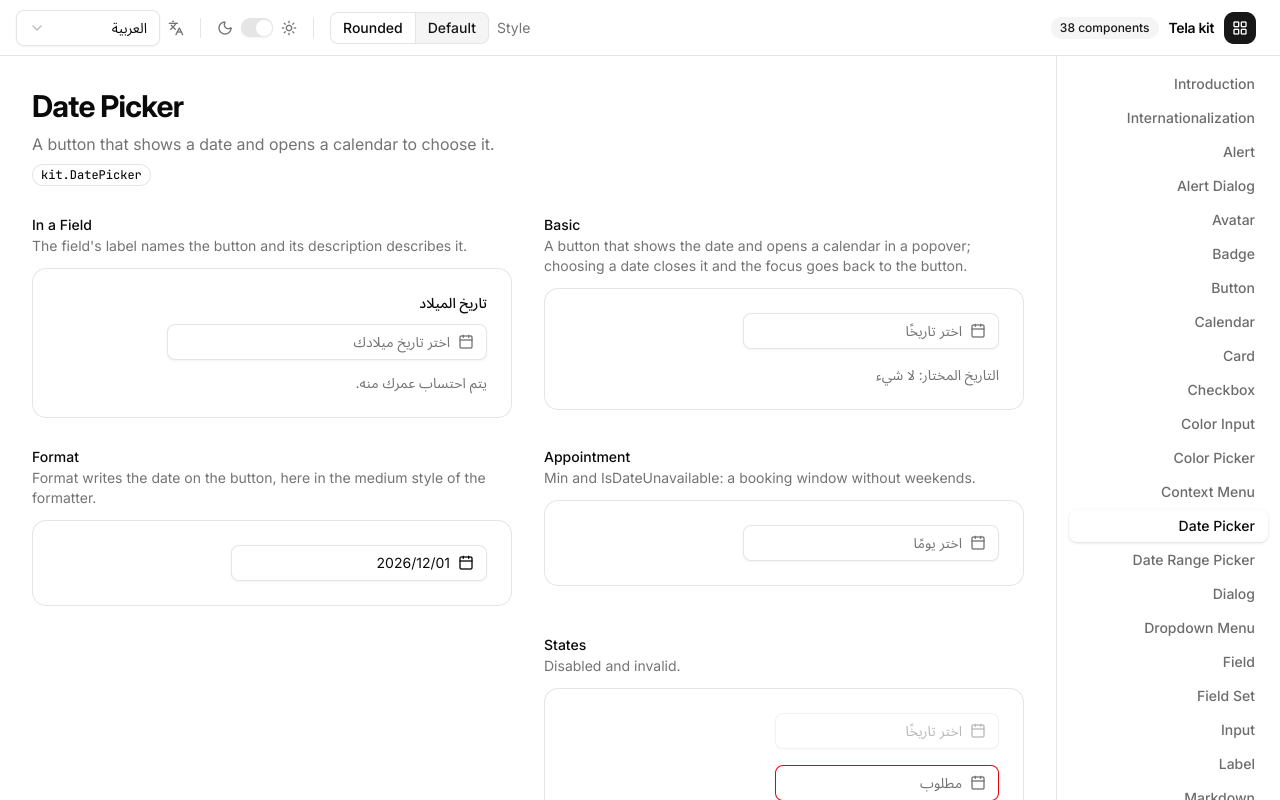 Tela kit
38 components
Style
Default
Rounded
العربية
Introduction
Internationalization
Alert
Alert Dialog
Avatar
Badge
Button
Calendar
Card
Checkbox
Color Input
Color Picker
Context Menu
Date Picker
Date Range Picker
Dialog
Dropdown Menu
Field
Field Set
Input
Label
Markdown
Date Picker
A button that shows a date and opens a calendar to choose it.
kit.DatePicker
Basic
A button that shows the date and opens a calendar in a popover;
choosing a date closes it and the focus goes back to the button.
اختر تاريخًا
التاريخ المختار: لا شيء
In a Field
The field's label names the button and its description describes it.
تاريخ الميلاد
اختر تاريخ ميلادك
يتم احتساب عمرك منه.
Appointment
Min and IsDateUnavailable: a booking window without weekends.
اختر يومًا
Format
Format writes the date on the button, here in the medium style of the
formatter.
2026/12/01
States
Disabled and invalid.
اختر تاريخًا
مطلوب